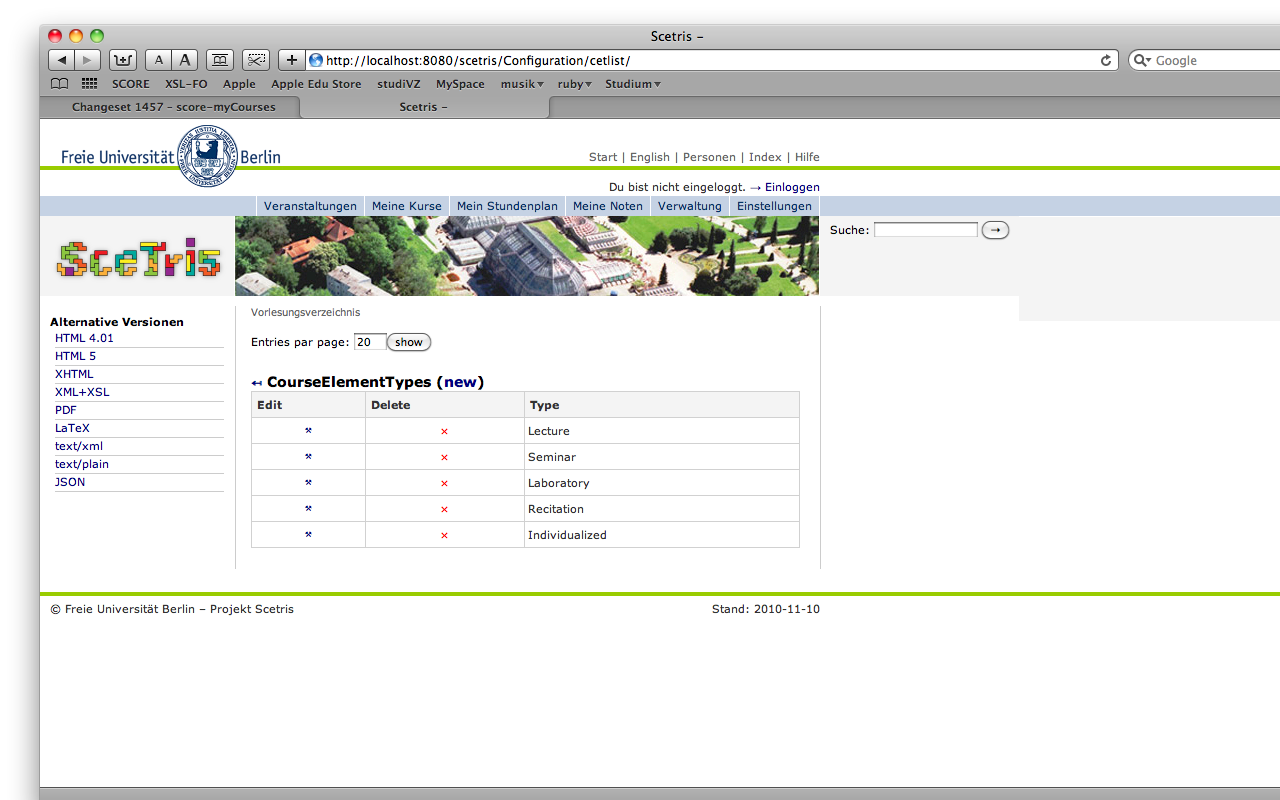 Scetris –
A A + http://localhost:8080/scetris/Configuration/cetlist/ Google
SCORE XSL-FO Apple Apple Edu Store studiVZ MySpace musik ruby Studium
Changeset 1457 – score-myCourses Scetris –
Freie Universität Berlin
Start | English | Personen | Index | Hilfe
Du bist nicht eingeloggt. → Einloggen
Veranstaltungen Meine Kurse Mein Stundenplan Meine Noten Verwaltung Einstellungen
SceTris
Suche: →
Alternative Versionen
HTML 4.01
HTML 5
XHTML
XML+XSL
PDF
LaTeX
text/xml
text/plain
JSON
Vorlesungsverzeichnis
Entries par page: 20 show
↤ CourseElementTypes (new)
Edit Delete Type
⚒ × Lecture
⚒ × Seminar
⚒ × Laboratory
⚒ × Recitation
⚒ × Individualized
© Freie Universität Berlin – Projekt Scetris Stand: 2010-11-10